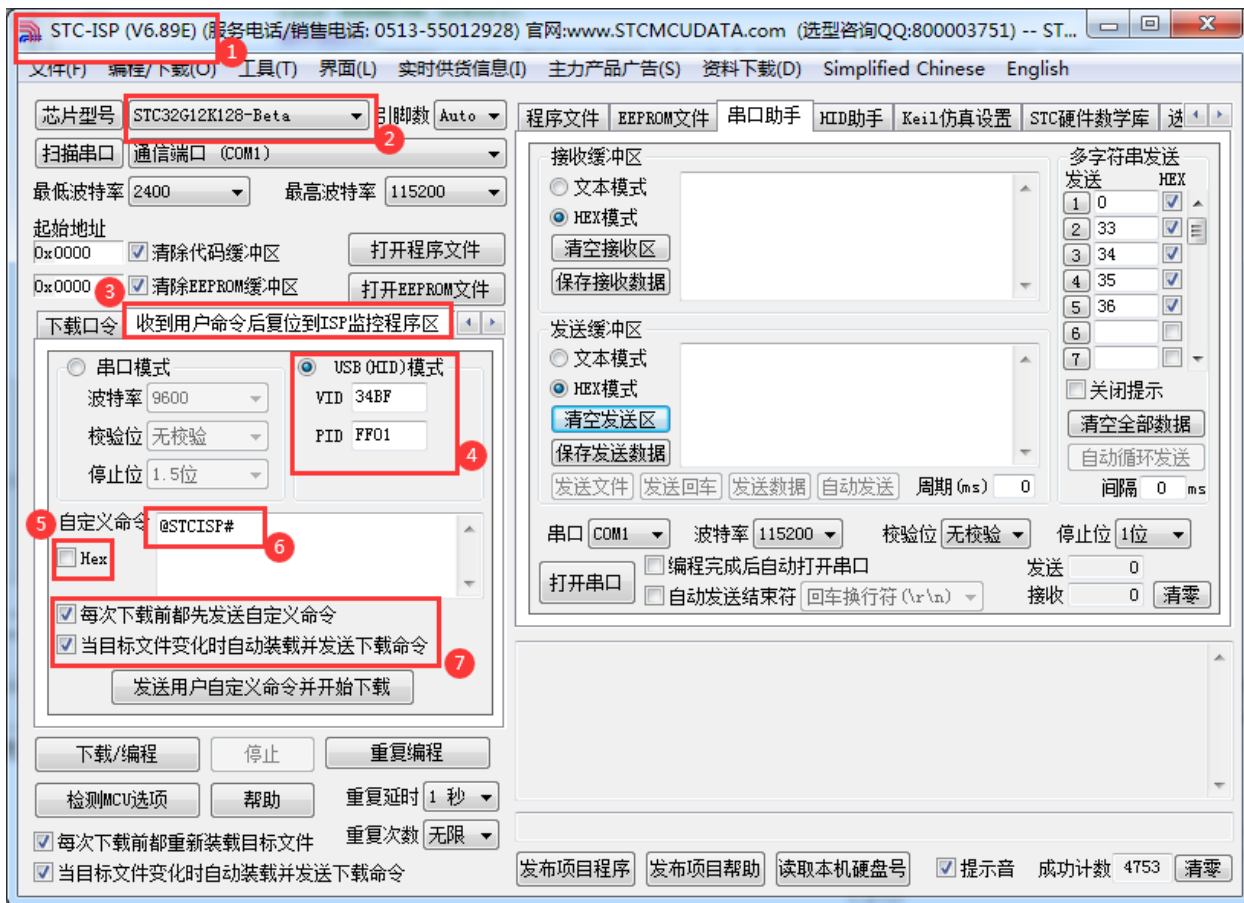 STC-ISP (V6.89E) (服务电话/销售电话: 0513-55012928) 官网:www.STCMCUDATA.com (选型咨询QQ:800003751) -- ST...
1
文件(F) 编程/下载(O) 工具(T) 界面(L) 实时供货信息(I) 主力产品广告(S) 资料下载(D) Simplified Chinese English
芯片型号 STC32G12K128-Beta 引脚数 Auto
2
扫描串口 通信端口 (COM1)
最低波特率 2400 最高波特率 115200
起始地址
0x0000 清除代码缓冲区 打开程序文件
0x0000 3 清除EEPROM缓冲区 打开EEPROM文件
下载口令 收到用户命令后复位到ISP监控程序区
串口模式 USB(HID)模式
波特率 9600 VID 34BF
校验位 无校验 PID FF01
4
停止位 1.5位
5 自定义命令 @STCISP#
6
Hex
每次下载前都先发送自定义命令
当目标文件变化时自动装载并发送下载命令
7
发送用户自定义命令并开始下载
下载/编程 停止 重复编程
检测MCU选项 帮助 重复延时 1 秒
每次下载前都重新装载目标文件 重复次数 无限
当目标文件变化时自动装载并发送下载命令
程序文件 EEPROM文件 串口助手 HID助手 Keil仿真设置 STC硬件数学库 选
接收缓冲区
文本模式
HEX模式
清空接收区
保存接收数据
发送缓冲区
文本模式
HEX模式
清空发送区
保存发送数据
发送文件 发送回车 发送数据 自动发送 周期(ms) 0
多字符串发送
发送 HEX
1 0
2 33
3 34
4 35
5 36
6
7
关闭提示
清空全部数据
自动循环发送
间隔 0 ms
串口 COM1 波特率 115200 校验位 无校验 停止位 1位
打开串口 编程完成后自动打开串口 发送 0
自动发送结束符 回车换行符(\r\n) 接收 0 清零
发布项目程序 发布项目帮助 读取本机硬盘号 提示音 成功计数 4753 清零